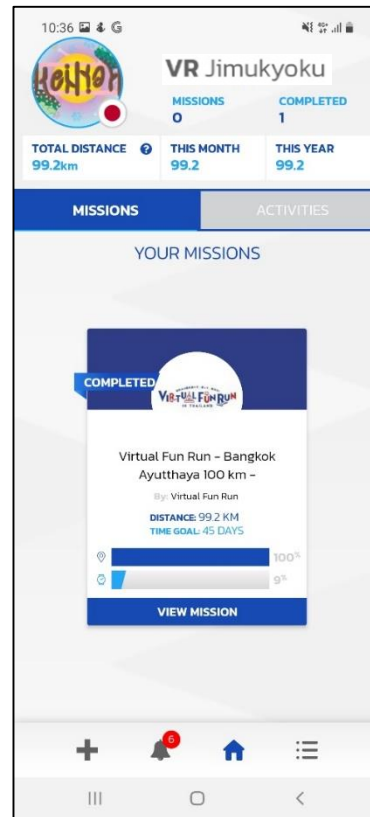 10:36 G
VR Jimukyoku
MISSIONS
0
COMPLETED
1
TOTAL DISTANCE ?
99.2km
THIS MONTH
99.2
THIS YEAR
99.2
MISSIONS
ACTIVITIES
YOUR MISSIONS
COMPLETED
VIRTUAL FUN RUN
IN THAILAND
Virtual Fun Run - Bangkok
Ayutthaya 100 km -
By: Virtual Fun Run
DISTANCE: 99.2 KM
TIME GOAL: 45 DAYS
100%
9%
VIEW MISSION
6